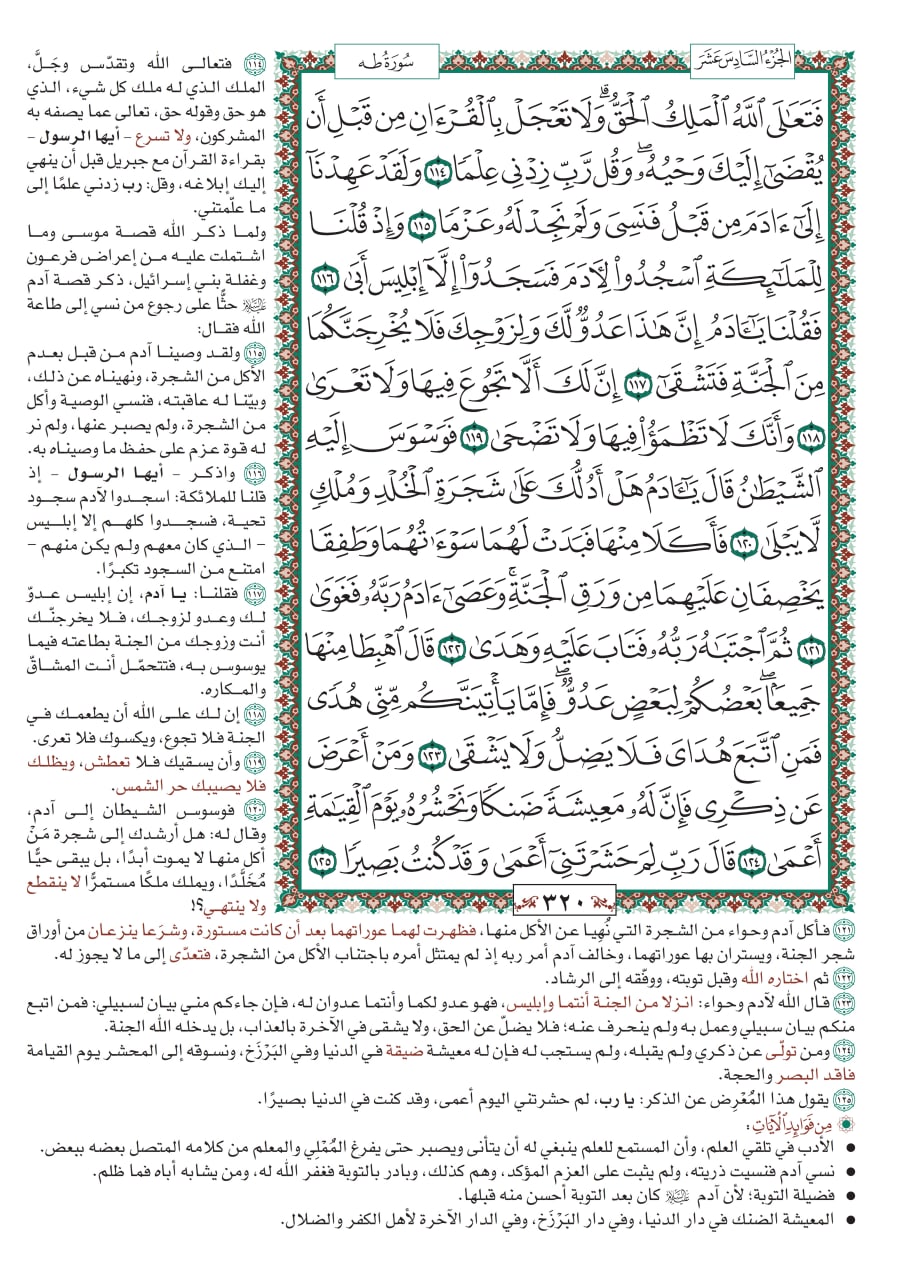 الجزء السادس عشر
سورة طه
فَتَعَٰلَى ٱللَّهُ ٱلْمَلِكُ ٱلْحَقُّ ۗ وَلَا تَعْجَلْ بِٱلْقُرْءَانِ مِن قَبْلِ أَن
يُقْضَىٰٓ إِلَيْكَ وَحْيُهُۥ ۖ وَقُل رَّبِّ زِدْنِى عِلْمًا ١١٤ وَلَقَدْ عَهِدْنَآ
إِلَىٰٓ ءَادَمَ مِن قَبْلُ فَنَسِىَ وَلَمْ نَجِدْ لَهُۥ عَزْمًا ١١٥ وَإِذْ قُلْنَا
لِلْمَلَٰٓئِكَةِ ٱسْجُدُوا۟ لِـَٔادَمَ فَسَجَدُوٓا۟ إِلَّآ إِبْلِيسَ أَبَىٰ ١١٦
فَقُلْنَا يَٰٓـَٔادَمُ إِنَّ هَٰذَا عَدُوٌّ لَّكَ وَلِزَوْجِكَ فَلَا يُخْرِجَنَّكُمَا
مِنَ ٱلْجَنَّةِ فَتَشْقَىٰٓ ١١٧ إِنَّ لَكَ أَلَّا تَجُوعَ فِيهَا وَلَا تَعْرَىٰ
١١٨ وَأَنَّكَ لَا تَظْمَؤُا۟ فِيهَا وَلَا تَضْحَىٰ ١١٩ فَوَسْوَسَ إِلَيْهِ
ٱلشَّيْطَٰنُ قَالَ يَٰٓـَٔادَمُ هَلْ أَدُلُّكَ عَلَىٰ شَجَرَةِ ٱلْخُلْدِ وَمُلْكٍ
لَّا يَبْلَىٰ ١٢٠ فَأَكَلَا مِنْهَا فَبَدَتْ لَهُمَا سَوْءَٰتُهُمَا وَطَفِقَا
يَخْصِفَانِ عَلَيْهِمَا مِن وَرَقِ ٱلْجَنَّةِ ۚ وَعَصَىٰٓ ءَادَمُ رَبَّهُۥ فَغَوَىٰ
١٢١ ثُمَّ ٱجْتَبَٰهُ رَبُّهُۥ فَتَابَ عَلَيْهِ وَهَدَىٰ ١٢٢ قَالَ ٱهْبِطَا مِنْهَا
جَمِيعًۢا ۖ بَعْضُكُمْ لِبَعْضٍ عَدُوٌّ ۖ فَإِمَّا يَأْتِيَنَّكُم مِّنِّى هُدًى
فَمَنِ ٱتَّبَعَ هُدَاىَ فَلَا يَضِلُّ وَلَا يَشْقَىٰ ١٢٣ وَمَنْ أَعْرَضَ
عَن ذِكْرِى فَإِنَّ لَهُۥ مَعِيشَةً ضَنكًا وَنَحْشُرُهُۥ يَوْمَ ٱلْقِيَٰمَةِ
أَعْمَىٰ ١٢٤ قَالَ رَبِّ لِمَ حَشَرْتَنِىٓ أَعْمَىٰ وَقَدْ كُنتُ بَصِيرًا ١٢٥
٣٢٠
١١٤ فتعالى الله وتقدّس وجَلَّ،
الملك الذي له ملك كل شيء، الذي
هو حق وقوله حق، تعالى عما يصفه به
المشركون، ولا تسرع - أيها الرسول -
بقراءة القرآن مع جبريل قبل أن ينهي
إليك إبلاغه، وقل: رب زدني علمًا إلى
ما علّمتني.
ولما ذكر الله قصة موسى وما
اشتملت عليه من إعراض فرعون
وغفلة بني إسرائيل، ذكر قصة آدم
عليه السلام حثًّا على رجوع من نسي إلى طاعة
الله فقال:
١١٥ ولقد وصينا آدم من قبل بعدم
الأكل من الشجرة، ونهيناه عن ذلك،
وبيّنا له عاقبته، فنسي الوصية وأكل
من الشجرة، ولم يصبر عنها، ولم نر
له قوة عزم على حفظ ما وصيناه به.
١١٦ واذكر - أيها الرسول - إذ
قلنا للملائكة: اسجدوا لآدم سجود
تحية، فسجدوا كلهم إلا إبليس
- الذي كان معهم ولم يكن منهم -
امتنع من السجود تكبرًا.
١١٧ فقلنا: يا آدم، إن إبليس عدوّ
لك وعدو لزوجك، فلا يخرجنّك
أنت وزوجك من الجنة بطاعته فيما
يوسوس به، فتتحمّل أنت المشاقّ
والمكاره.
١١٨ إن لك على الله أن يطعمك في
الجنة فلا تجوع، ويكسوك فلا تعرى.
١١٩ وأن يسقيك فلا تعطش، ويظلك
فلا يصيبك حر الشمس.
١٢٠ فوسوس الشيطان إلى آدم،
وقال له: هل أرشدك إلى شجرة مَنْ
أكل منها لا يموت أبدًا، بل يبقى حيًّا
مُخَلَّدًا، ويملك ملكًا مستمرًّا لا ينقطع
ولا ينتهي؟!
١٢١ فأكل آدم وحواء من الشجرة التي نُهِيا عن الأكل منها، فظهرت لهما عوراتهما بعد أن كانت مستورة، وشرَعا ينزعان من أوراق
شجر الجنة، ويستران بها عوراتهما، وخالف آدم أمر ربه إذ لم يمتثل أمره باجتناب الأكل من الشجرة، فتعدّى إلى ما لا يجوز له.
١٢٢ ثم اختاره الله وقبل توبته، ووفقه إلى الرشاد.
١٢٣ قال الله لآدم وحواء: انزلا من الجنة أنتما وإبليس، فهو عدو لكما وأنتما عدوان له، فإن جاءكم مني بيان لسبيلي: فمن اتبع
منكم بيان سبيلي وعمل به ولم ينحرف عنه؛ فلا يضلّ عن الحق، ولا يشقى في الآخرة بالعذاب، بل يدخله الله الجنة.
١٢٤ ومن تولّى عن ذكري ولم يقبله، ولم يستجب له فإن له معيشة ضيقة في الدنيا وفي البَرْزَخ، ونسوقه إلى المحشر يوم القيامة
فاقد البصر والحجة.
١٢٥ يقول هذا المُعْرِض عن الذكر: يا رب، لم حشرتني اليوم أعمى، وقد كنت في الدنيا بصيرًا.
من فوائد الآيات:
• الأدب في تلقي العلم، وأن المستمع للعلم ينبغي له أن يتأنى ويصبر حتى يفرغ المُمْلِي والمعلم من كلامه المتصل بعضه ببعض.
• نسي آدم فنسيت ذريته، ولم يثبت على العزم المؤكد، وهم كذلك، وبادر بالتوبة فغفر الله له، ومن يشابه أباه فما ظلم.
• فضيلة التوبة؛ لأن آدم عليه السلام كان بعد التوبة أحسن منه قبلها.
• المعيشة الضنك في دار الدنيا، وفي دار البَرْزَخ، وفي الدار الآخرة لأهل الكفر والضلال.